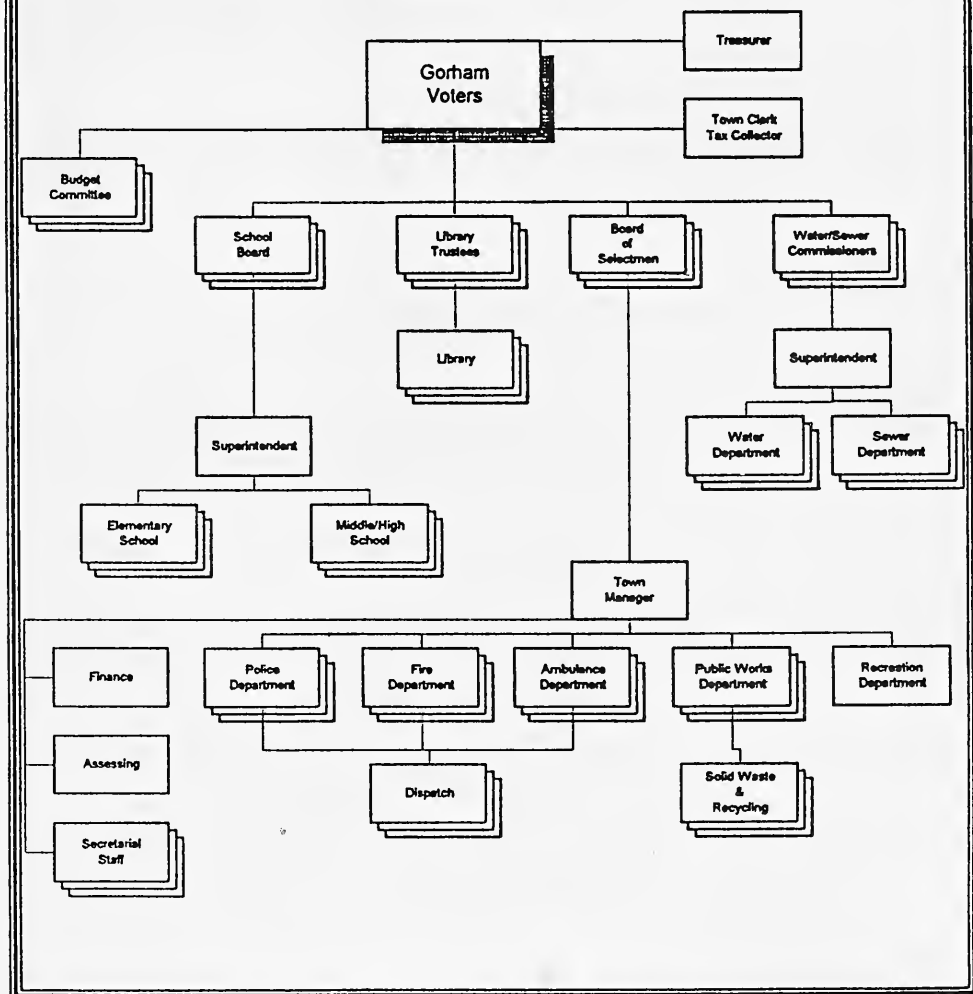 Treasurer
Gorham
Voters
Town Clerk
Tax Collector
Budget
Committee
School
Board
Library
Trustees
Board
of
Selectmen
Water/Sewer
Commissioners
Library
Superintendent
Superintendent
Water
Department
Sewer
Department
Elementary
School
Middle/High
School
Town
Manager
Finance
Police
Department
Fire
Department
Ambulance
Department
Public Works
Department
Recreation
Department
Assessing
Dispatch
Solid Waste
&
Recycling
Secretarial
Staff